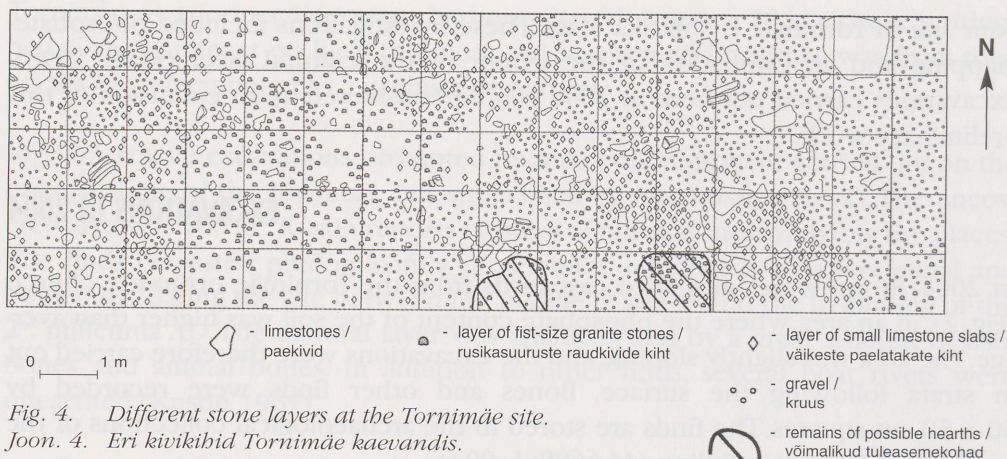 N
limestones /
paekivid
layer of fist-size granite stones /
rusikasuuruste raudkivide kiht
- layer of small limestone slabs /
väikeste paelatakate kiht
- gravel /
kruus
- remains of possible hearths /
võimalikud tuleasemekohad
0 1 m
Fig. 4. Different stone layers at the Tornimäe site.
Joon. 4. Eri kivikihid Tornimäe kaevandis.